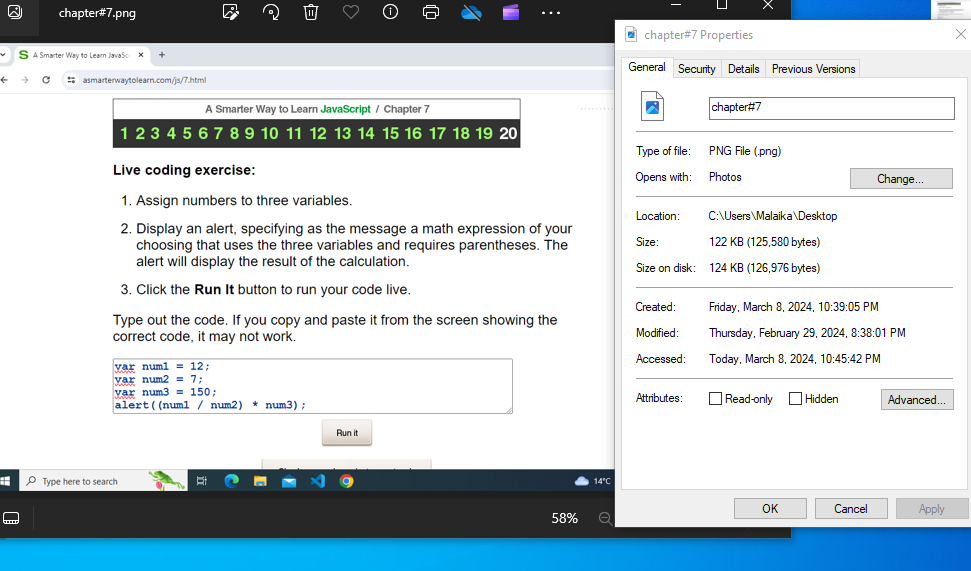 chapter#7.png
A Smarter Way to Learn JavaSc
asmarterwaytolearn.com/js/7.html
A Smarter Way to Learn JavaScript / Chapter 7
1 2 3 4 5 6 7 8 9 10 11 12 13 14 15 16 17 18 19 20
Live coding exercise:
1. Assign numbers to three variables.
2. Display an alert, specifying as the message a math expression of your
choosing that uses the three variables and requires parentheses. The
alert will display the result of the calculation.
3. Click the Run It button to run your code live.
Type out the code. If you copy and paste it from the screen showing the
correct code, it may not work.
var num1 = 12;
var num2 = 7;
var num3 = 150;
alert((num1 / num2) * num3);
Run it
Type here to search
14°C
58%
chapter#7 Properties
General Security Details Previous Versions
chapter#7
Type of file: PNG File (.png)
Opens with: Photos Change...
Location: C:\Users\Malaika\Desktop
Size: 122 KB (125,580 bytes)
Size on disk: 124 KB (126,976 bytes)
Created: Friday, March 8, 2024, 10:39:05 PM
Modified: Thursday, February 29, 2024, 8:38:01 PM
Accessed: Today, March 8, 2024, 10:45:42 PM
Attributes: Read-only Hidden Advanced...
OK Cancel Apply